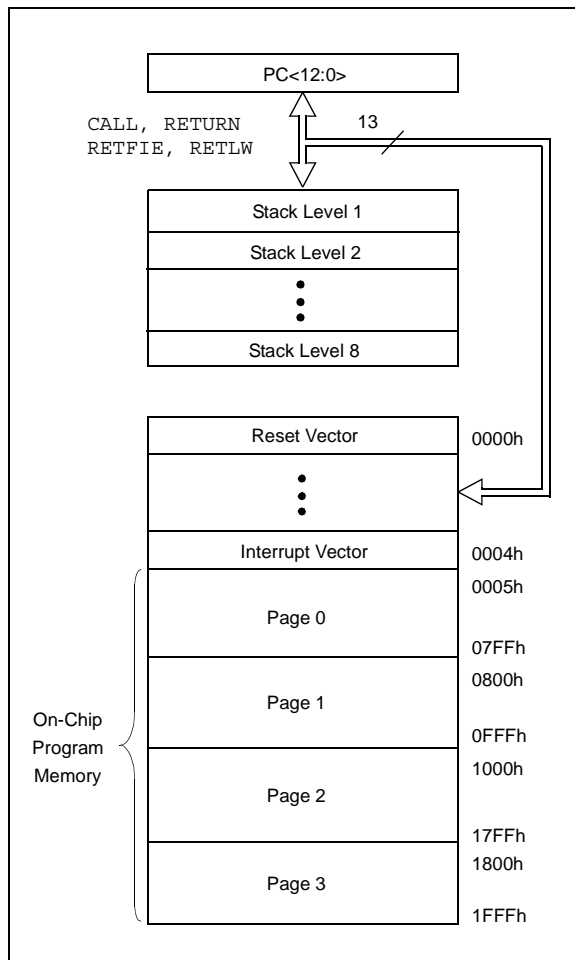 PC<12:0>
CALL, RETURN
RETFIE, RETLW
13
Stack Level 1
Stack Level 2
Stack Level 8
Reset Vector
0000h
Interrupt Vector
0004h
0005h
Page 0
07FFh
0800h
Page 1
0FFFh
On-Chip
Program
Memory
1000h
Page 2
17FFh
1800h
Page 3
1FFFh